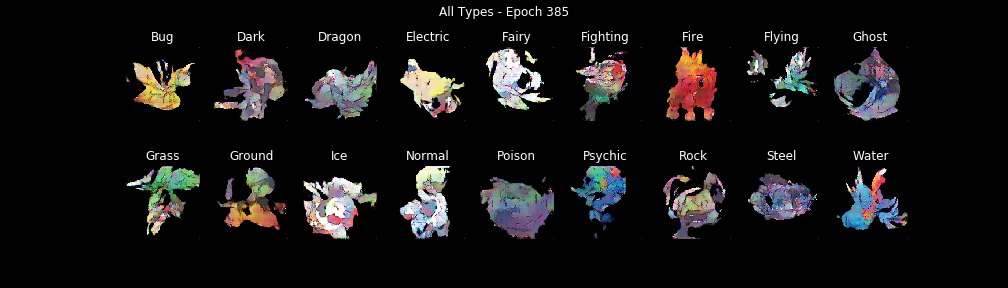 All Types - Epoch 385
Bug Dark Dragon Electric Fairy Fighting Fire Flying Ghost
Grass Ground Ice Normal Poison Psychic Rock Steel Water